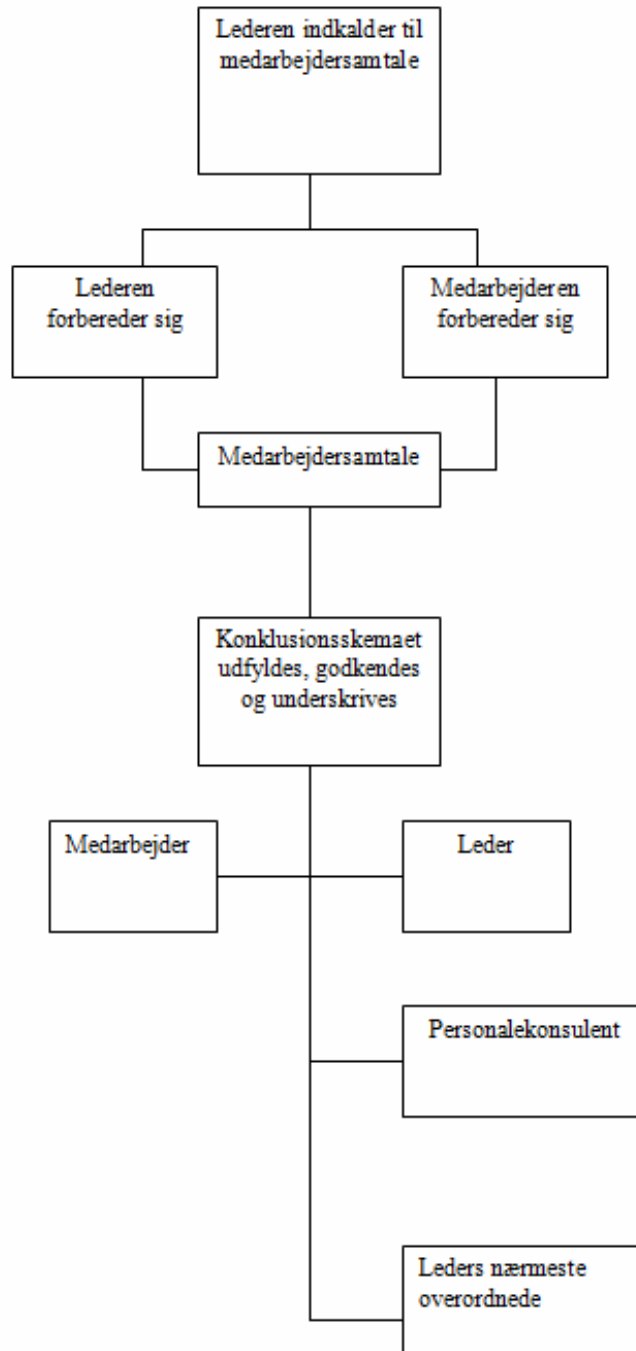 Lederen indkalder til
medarbejdersamtale
Lederen
forbereder sig
Medarbejderen
forbereder sig
Medarbejdersamtale
Konklusionsskemaet
udfyldes, godkendes
og underskrives
Medarbejder
Leder
Personalekonsulent
Leders nærmeste
overordnede